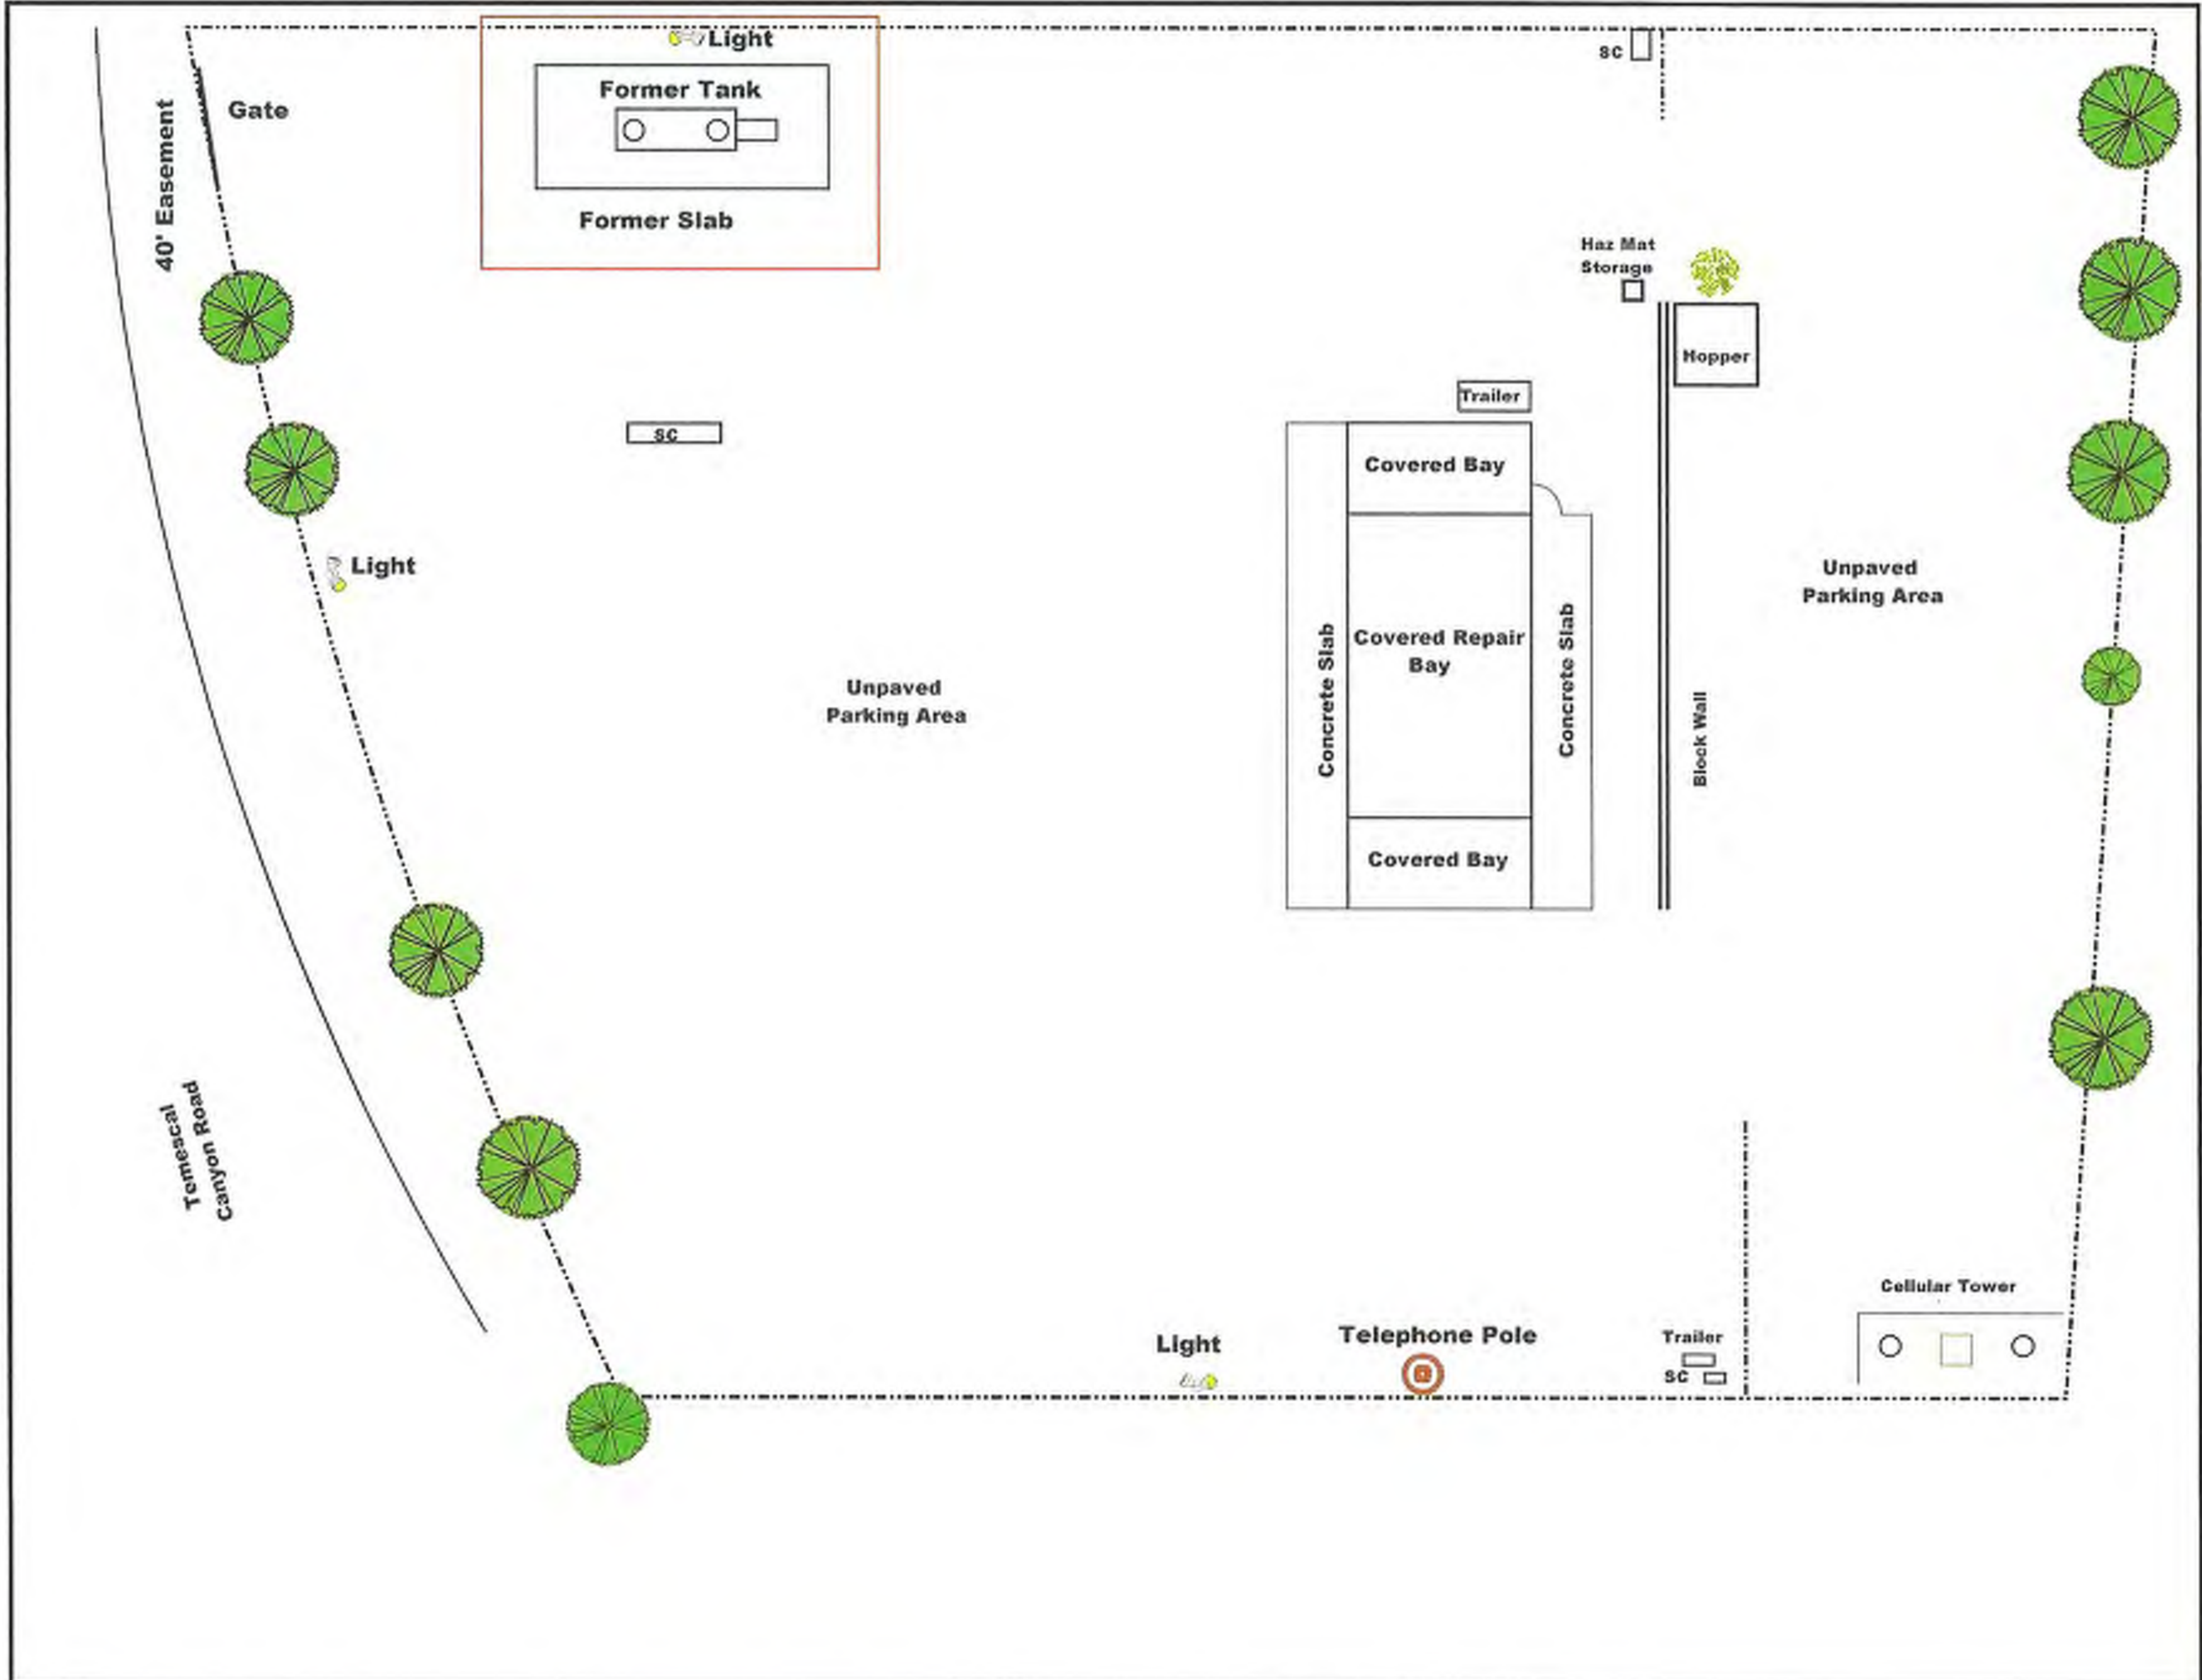 Light
SC
Former Tank
Gate
40' Easement
Former Slab
Haz Mat
Storage
Hopper
Trailer
SC
Covered Bay
Light
Unpaved
Parking Area
Concrete Slab
Covered Repair
Bay
Concrete Slab
Unpaved
Parking Area
Block Wall
Covered Bay
Temescal
Canyon Road
Cellular Tower
Light
Telephone Pole
Trailer
SC